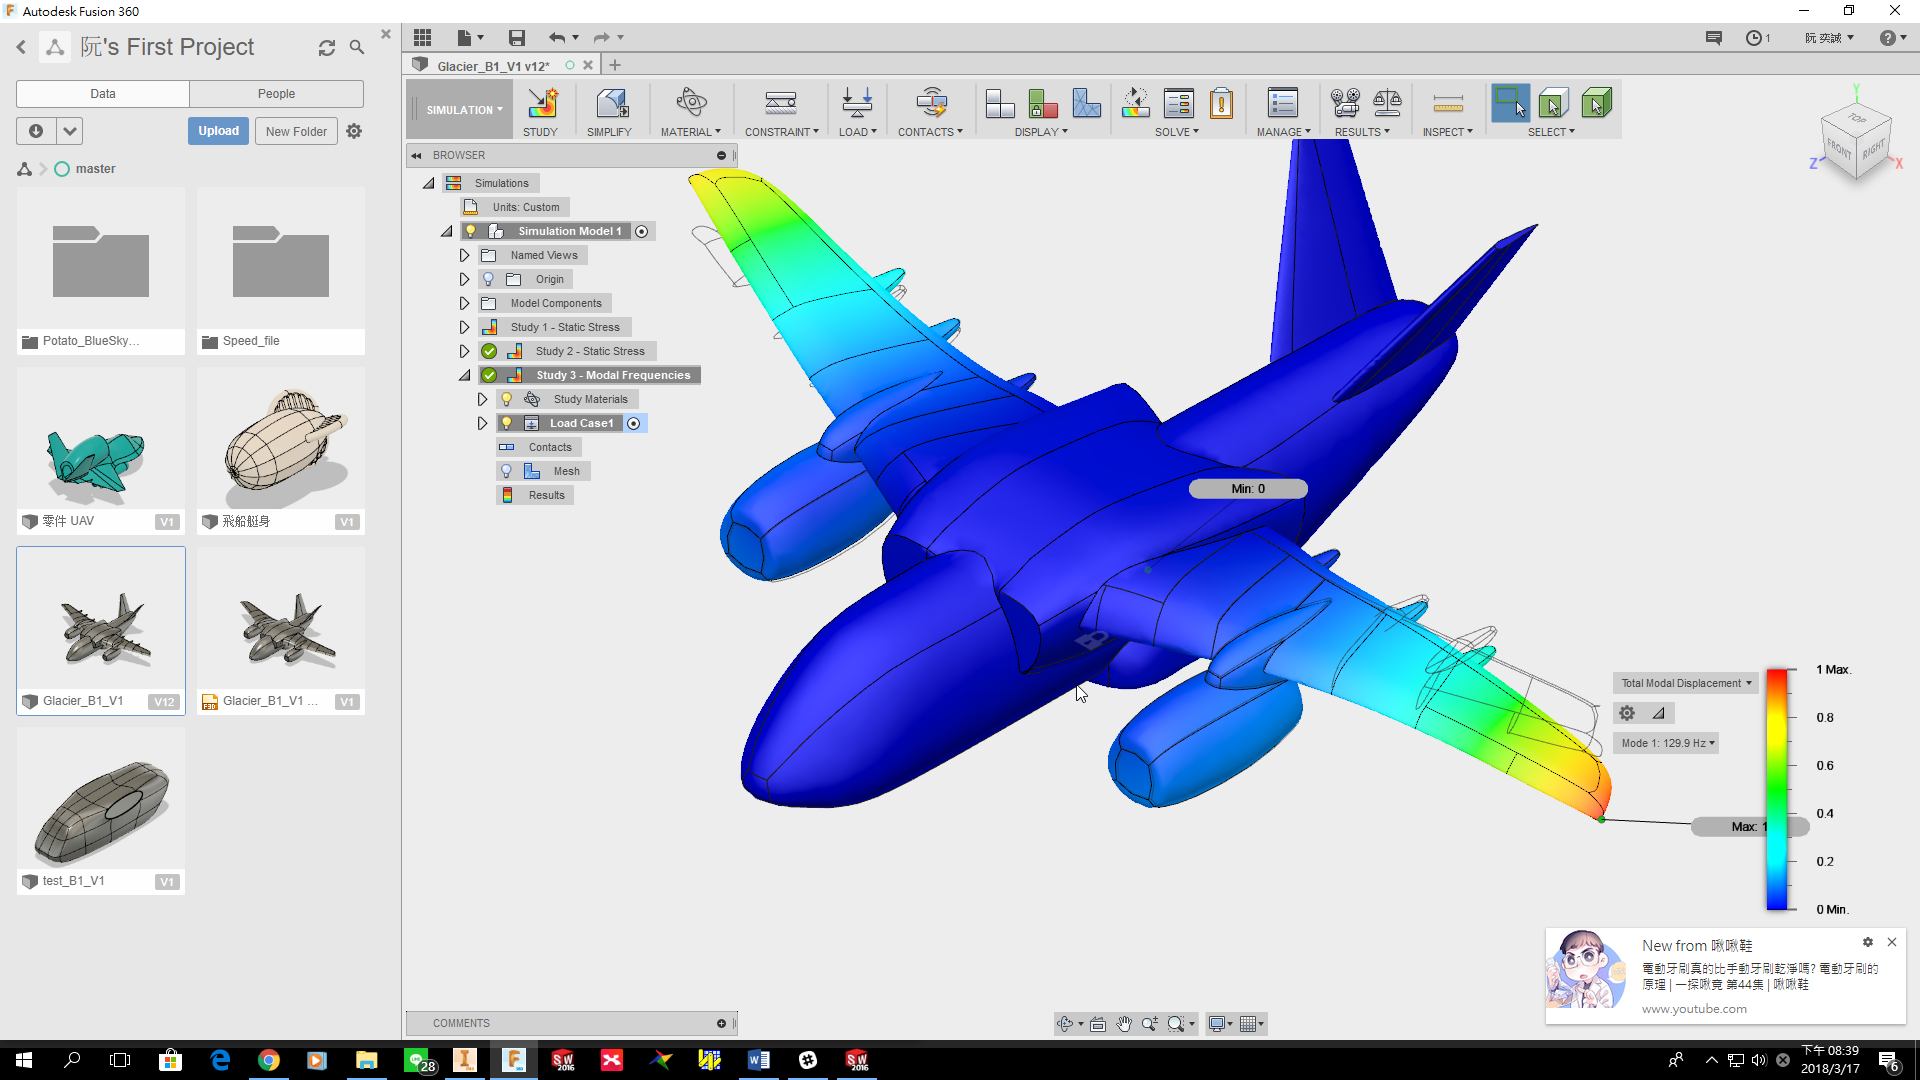 Autodesk Fusion 360
阮's First Project
Data
People
Upload
New Folder
master
Potato_BlueSky...
Speed_file
零件 UAV
V1
飛船艇身
V1
Glacier_B1_V1
V12
Glacier_B1_V1 ...
V1
test_B1_V1
V1
Glacier_B1_V1 v12*
1
阮 奕誠
SIMULATION
STUDY
SIMPLIFY
MATERIAL
CONSTRAINT
LOAD
CONTACTS
DISPLAY
SOLVE
MANAGE
RESULTS
INSPECT
SELECT
BROWSER
Simulations
Units: Custom
Simulation Model 1
Named Views
Origin
Model Components
Study 1 - Static Stress
Study 2 - Static Stress
Study 3 - Modal Frequencies
Study Materials
Load Case1
Contacts
Mesh
Results
Y
TOP
FRONT
RIGHT
Z
X
Min: 0
Total Modal Displacement
Mode 1: 129.9 Hz
Max: 1
1 Max.
0.8
0.6
0.4
0.2
0 Min.
COMMENTS
New from 啾啾鞋
電動牙刷真的比手動牙刷乾淨嗎? 電動牙刷的
原理 | 一探啾竟 第44集 | 啾啾鞋
www.youtube.com
28
SW
2016
SW
2016
下午 08:39
2018/3/17
6